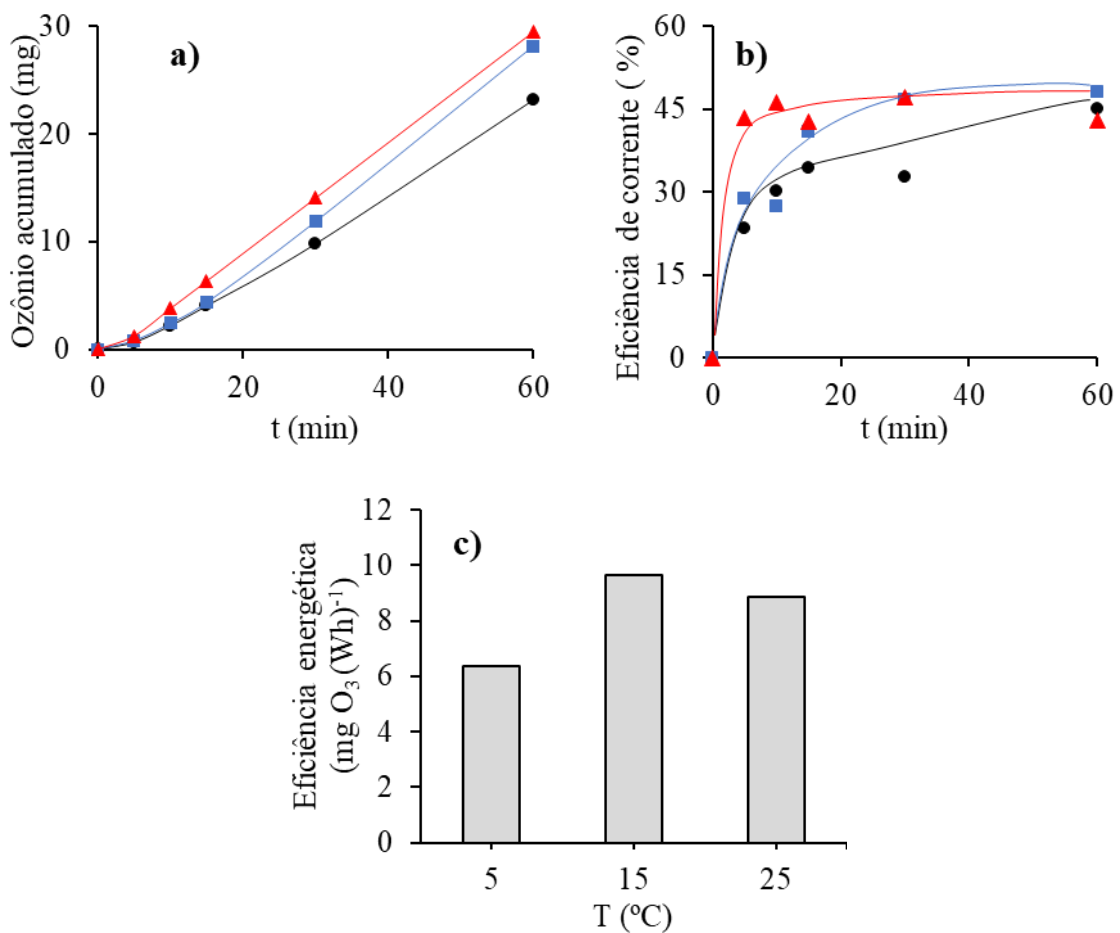 a)
Ozônio acumulado (mg)
30
20
10
0
0 20 40 60
t (min)
b)
Eficiência de corrente ( %)
60
45
30
15
0
0 20 40 60
t (min)
c)
Eficiência energética
(mg O₃ (Wh)⁻¹
12
10
8
6
4
2
0
5 15 25
T (ºC)